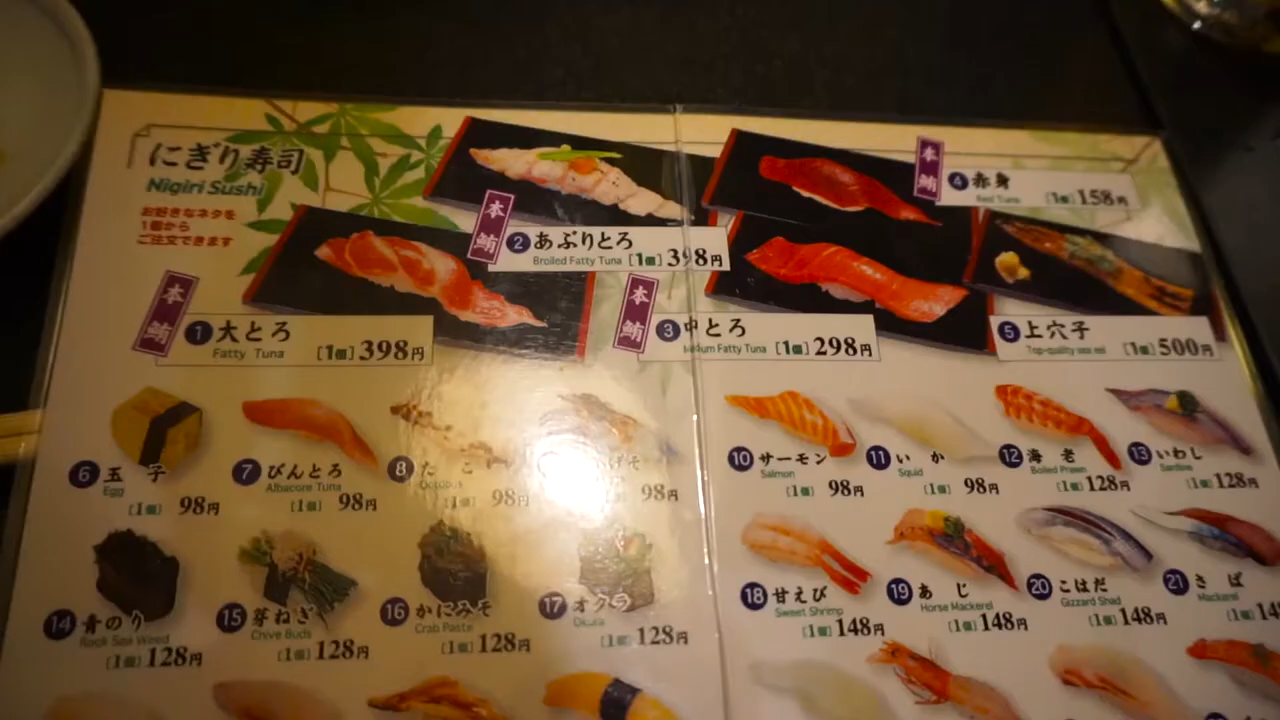 にぎり寿司
Nigiri Sushi
お好きなネタを
1個から
ご注文できます
本鮪
2 あぶりとろ
Broiled Fatty Tuna [1個] 398円
本鮪
4 赤身
Red Tuna [1個] 158円
本鮪
1 大とろ
Fatty Tuna [1個] 398円
本鮪
3 中とろ
Medium Fatty Tuna [1個] 298円
5 上穴子
Top-quality sea eel [1個] 500円
6 玉子
Egg
[1個] 98円
7 びんとろ
Albacore Tuna
[1個] 98円
8 たこ
Octopus
[1個] 98円
げそ
98円
10 サーモン
Salmon
[1個] 98円
11 いか
Squid
[1個] 98円
12 海老
Boiled Prawn
[1個] 128円
13 いわし
Sardine
[1個] 128円
14 青のり
Rock Sea Weed
[1個] 128円
15 芽ねぎ
Chive Buds
[1個] 128円
16 かにみそ
Crab Paste
[1個] 128円
17 オクラ
Okura
[1個] 128円
18 甘えび
Sweet Shrimp
[1個] 148円
19 あじ
Horse Mackerel
[1個] 148円
20 こはだ
Gizzard Shad
[1個] 148円
21 さば
Mackerel
[1個]